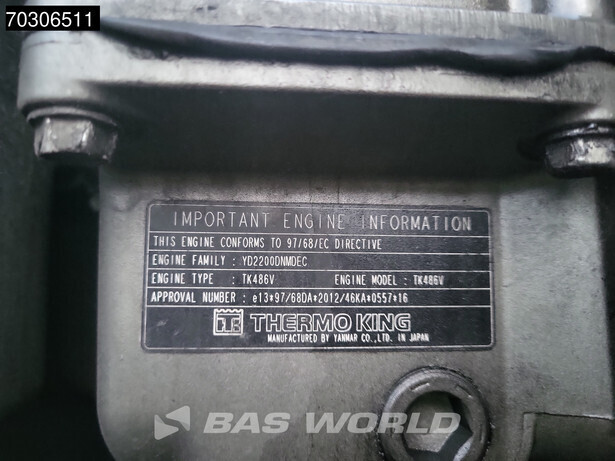 70306511
IMPORTANT ENGINE INFORMATION
THIS ENGINE CONFORMS TO 97/68/EC DIRECTIVE
ENGINE FAMILY : YD2200DNMDEC
ENGINE TYPE : TK486V ENGINE MODEL : TK486V
APPROVAL NUMBER : e13*97/68DA*2012/46KA*0557*16
THERMO KING
MANUFACTURED BY YANMAR CO.,LTD. IN JAPAN
BAS WORLD